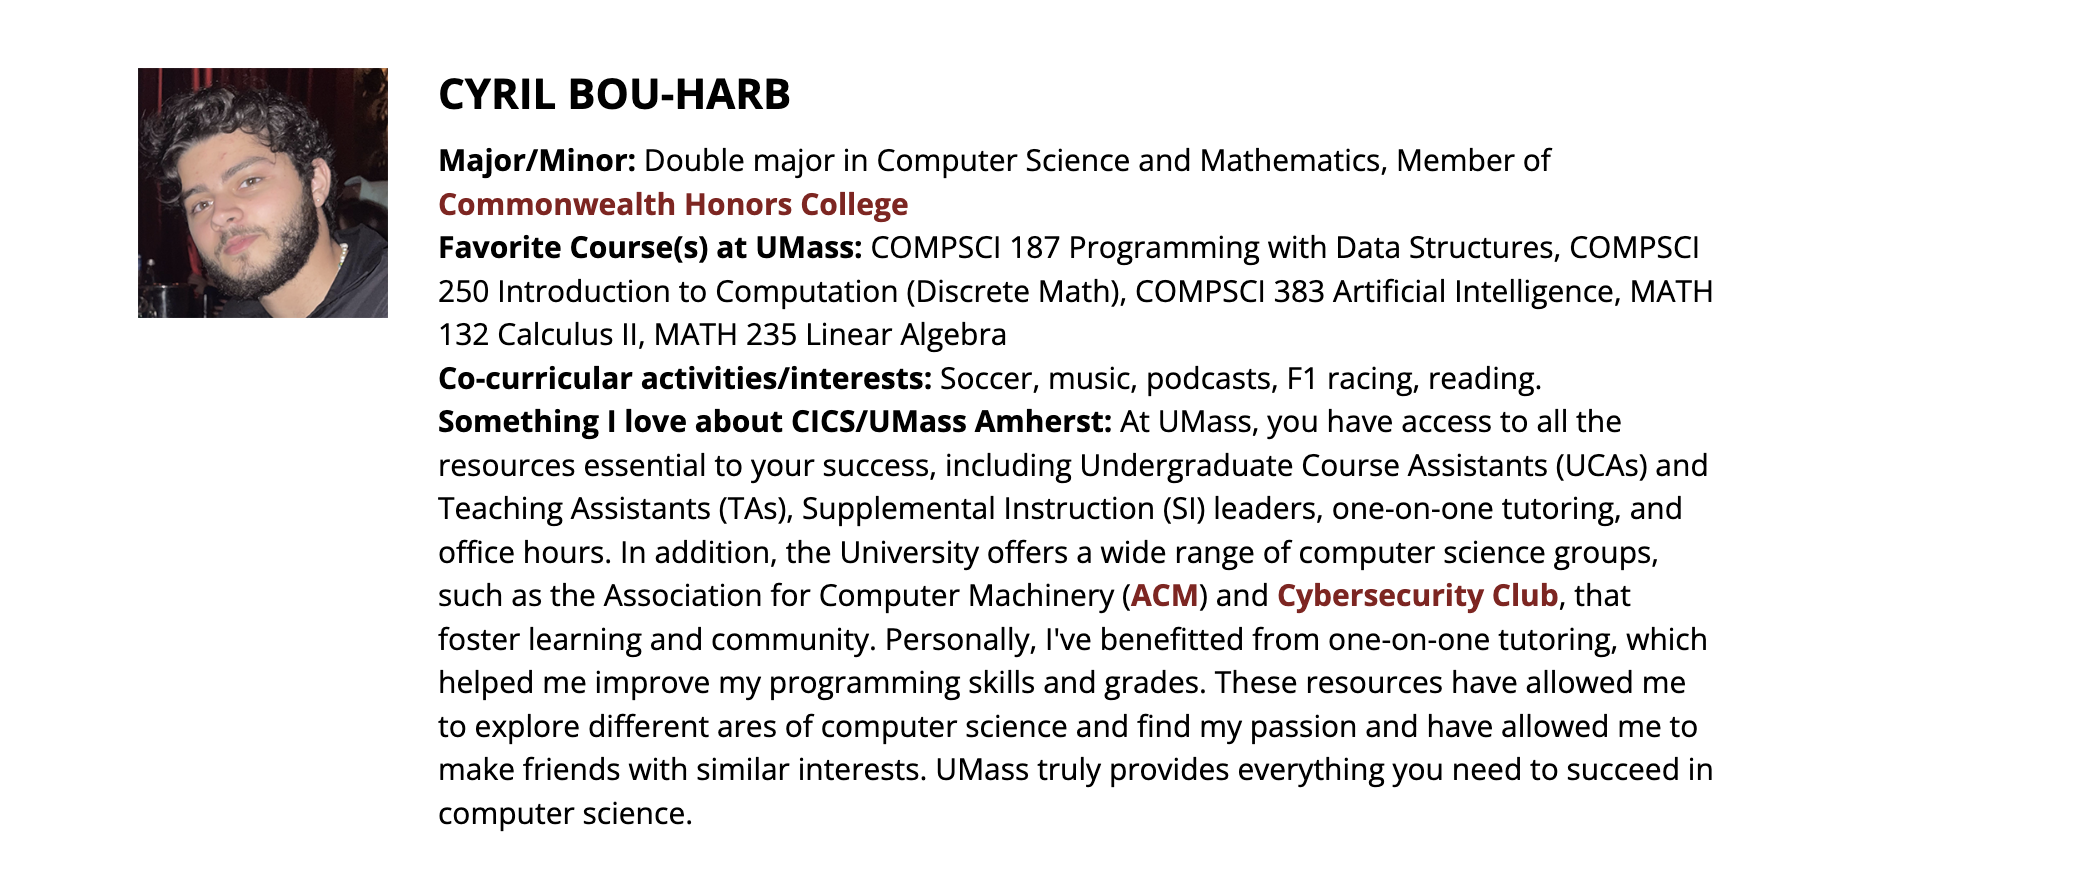 CYRIL BOU-HARB
Major/Minor: Double major in Computer Science and Mathematics, Member of
Commonwealth Honors College
Favorite Course(s) at UMass: COMPSCI 187 Programming with Data Structures, COMPSCI
250 Introduction to Computation (Discrete Math), COMPSCI 383 Artificial Intelligence, MATH
132 Calculus II, MATH 235 Linear Algebra
Co-curricular activities/interests: Soccer, music, podcasts, F1 racing, reading.
Something I love about CICS/UMass Amherst: At UMass, you have access to all the
resources essential to your success, including Undergraduate Course Assistants (UCAs) and
Teaching Assistants (TAs), Supplemental Instruction (SI) leaders, one-on-one tutoring, and
office hours. In addition, the University offers a wide range of computer science groups,
such as the Association for Computer Machinery (ACM) and Cybersecurity Club, that
foster learning and community. Personally, I've benefitted from one-on-one tutoring, which
helped me improve my programming skills and grades. These resources have allowed me
to explore different ares of computer science and find my passion and have allowed me to
make friends with similar interests. UMass truly provides everything you need to succeed in
computer science.